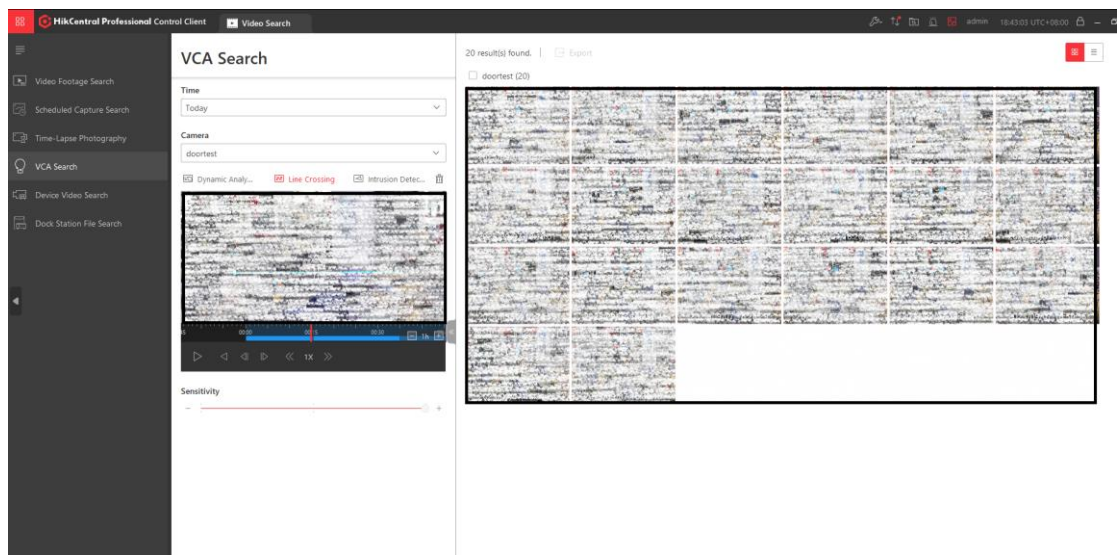 HikCentral Professional Control Client
Video Search
admin
18:43:03 UTC+08:00
Video Footage Search
Scheduled Capture Search
Time-Lapse Photography
VCA Search
Device Video Search
Dock Station File Search
VCA Search
Time
Today
Camera
doortest
Dynamic Analy...
Line Crossing
Intrusion Detec...
00:00
00:15
00:30
1h
1X
Sensitivity
20 result(s) found.
Export
doortest (20)